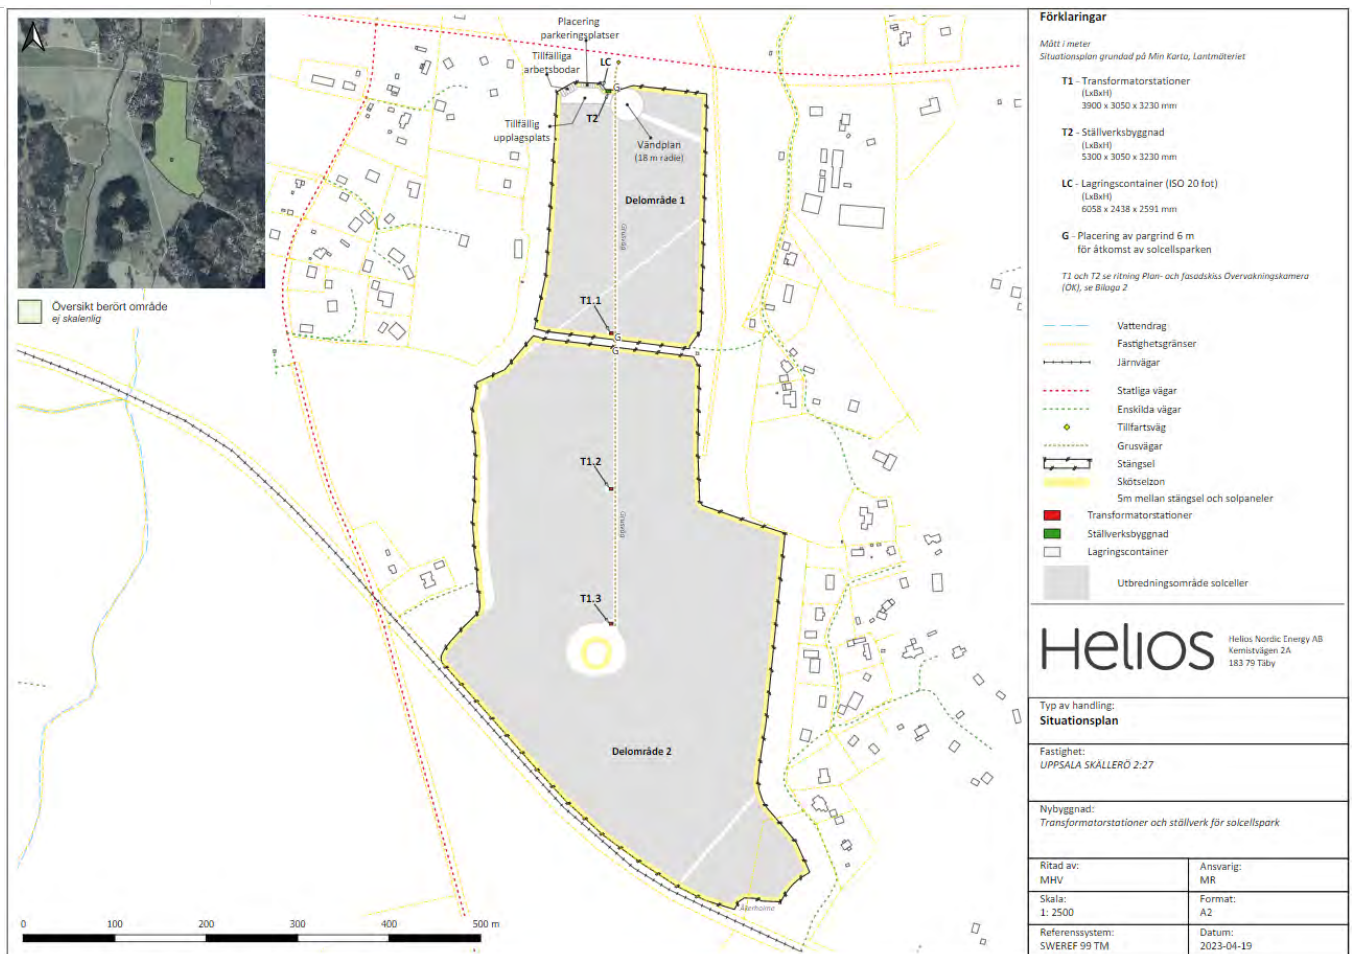 Placering
parkeringsplatser
Tillfälliga
arbetsbodar
LC
G
T2
Tillfällig
upplagsplats
Vändplan
(18 m radie)
Delområde 1
Grusväg
T1.1
G
G
T1.2
Grusväg
T1.3
Delområde 2
Återholme
Översikt berört område
ej skalenlig
0 100 200 300 400 500 m
Förklaringar
Mått i meter
Situationsplan grundad på Min Karta, Lantmäteriet
T1 - Transformatorstationer
(LxBxH)
3900 x 3050 x 3230 mm
T2 - Ställverksbyggnad
(LxBxH)
5300 x 3050 x 3230 mm
LC - Lagringscontainer (ISO 20 fot)
(LxBxH)
6058 x 2438 x 2591 mm
G - Placering av pargrind 6 m
för åtkomst av solcellsparken
T1 och T2 se ritning Plan- och fasadskiss Övervakningskamera
(OK), se Bilaga 2
Vattendrag
Fastighetsgränser
Järnvägar
Statliga vägar
Enskilda vägar
Tillfartsväg
Grusvägar
Stängsel
Skötselzon
5m mellan stängsel och solpaneler
Transformatorstationer
Ställverksbyggnad
Lagringscontainer
Utbredningsområde solceller
Helios
Helios Nordic Energy AB
Kemistvägen 2A
183 79 Täby
Typ av handling:
Situationsplan
Fastighet:
UPPSALA SKÄLLERÖ 2:27
Nybyggnad:
Transformatorstationer och ställverk för solcellspark
Ritad av:
MHV
Ansvarig:
MR
Skala:
1: 2500
Format:
A2
Referenssystem:
SWEREF 99 TM
Datum:
2023-04-19